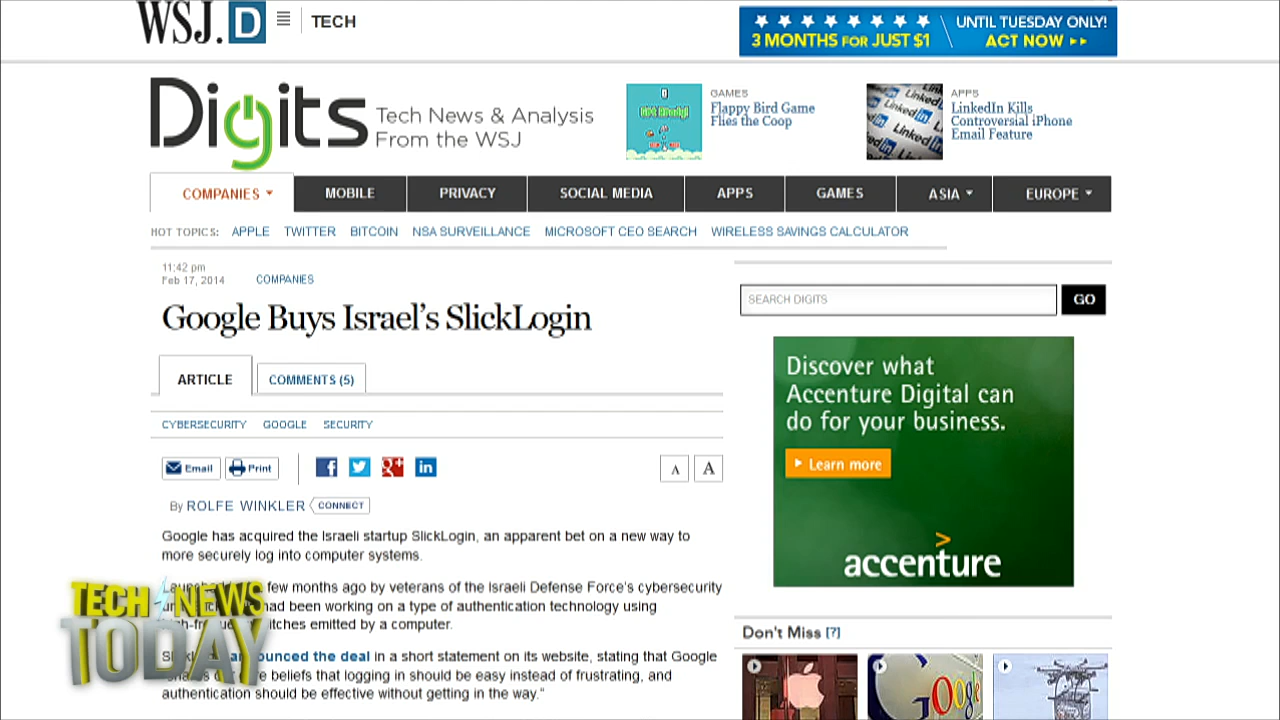 WSJ.D TECH
UNTIL TUESDAY ONLY!
3 MONTHS FOR JUST $1 ACT NOW
Digits Tech News & Analysis
From the WSJ
GAMES
Flappy Bird Game
Flies the Coop
LinkedIn
APPS
LinkedIn Kills
Controversial iPhone
Email Feature
COMPANIES MOBILE PRIVACY SOCIAL MEDIA APPS GAMES ASIA EUROPE
HOT TOPICS: APPLE TWITTER BITCOIN NSA SURVEILLANCE MICROSOFT CEO SEARCH WIRELESS SAVINGS CALCULATOR
11:42 pm
Feb 17, 2014 COMPANIES
Google Buys Israel's SlickLogin
ARTICLE COMMENTS (5)
CYBERSECURITY GOOGLE SECURITY
Email Print f g+ in A A
By ROLFE WINKLER CONNECT
Google has acquired the Israeli startup SlickLogin, an apparent bet on a new way to
more securely log into computer systems.
few months ago by veterans of the Israeli Defense Force's cybersecurity
had been working on a type of authentication technology using
emitted by a computer.
the deal in a short statement on its website, stating that Google
beliefs that logging in should be easy instead of frustrating, and
authentication should be effective without getting in the way."
TECH NEWS
TODAY
SEARCH DIGITS GO
Discover what
Accenture Digital can
do for your business.
Learn more
>
accenture
Don't Miss [?]
Google